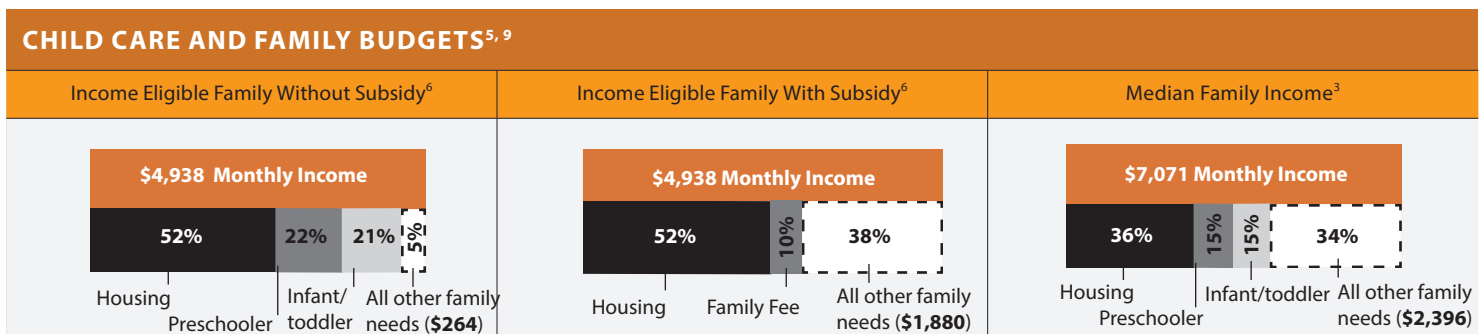 CHILD CARE AND FAMILY BUDGETS5, 9
Income Eligible Family Without Subsidy6
Income Eligible Family With Subsidy6
Median Family Income3
$4,938 Monthly Income
52%
22%
21%
5%
Housing
Preschooler
Infant/
toddler
All other family
needs ($264)
$4,938 Monthly Income
52%
10%
38%
Housing
Family Fee
All other family
needs ($1,880)
$7,071 Monthly Income
36%
15%
15%
34%
Housing
Preschooler
Infant/toddler
All other family
needs ($2,396)